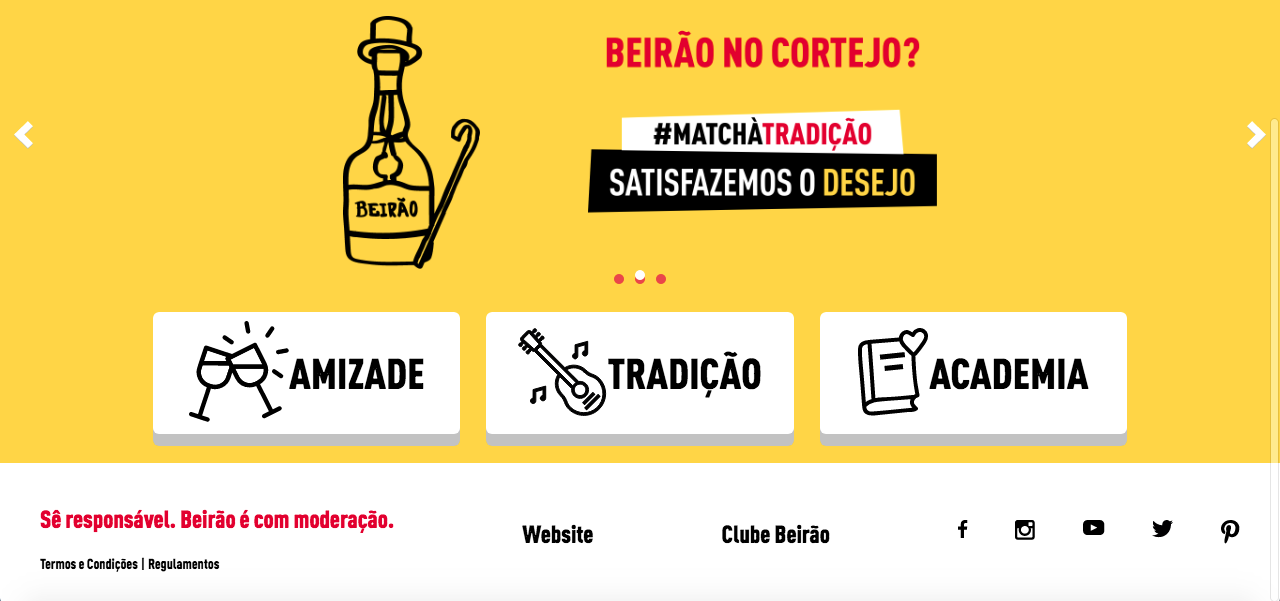 BEIRÃO NO CORTEJO?
#MATCHÀTRADIÇÃO
SATISFAZEMOS O DESEJO
BEIRÃO
AMIZADE
TRADIÇÃO
ACADEMIA
Sê responsável. Beirão é com moderação.
Website
Clube Beirão
Termos e Condições | Regulamentos